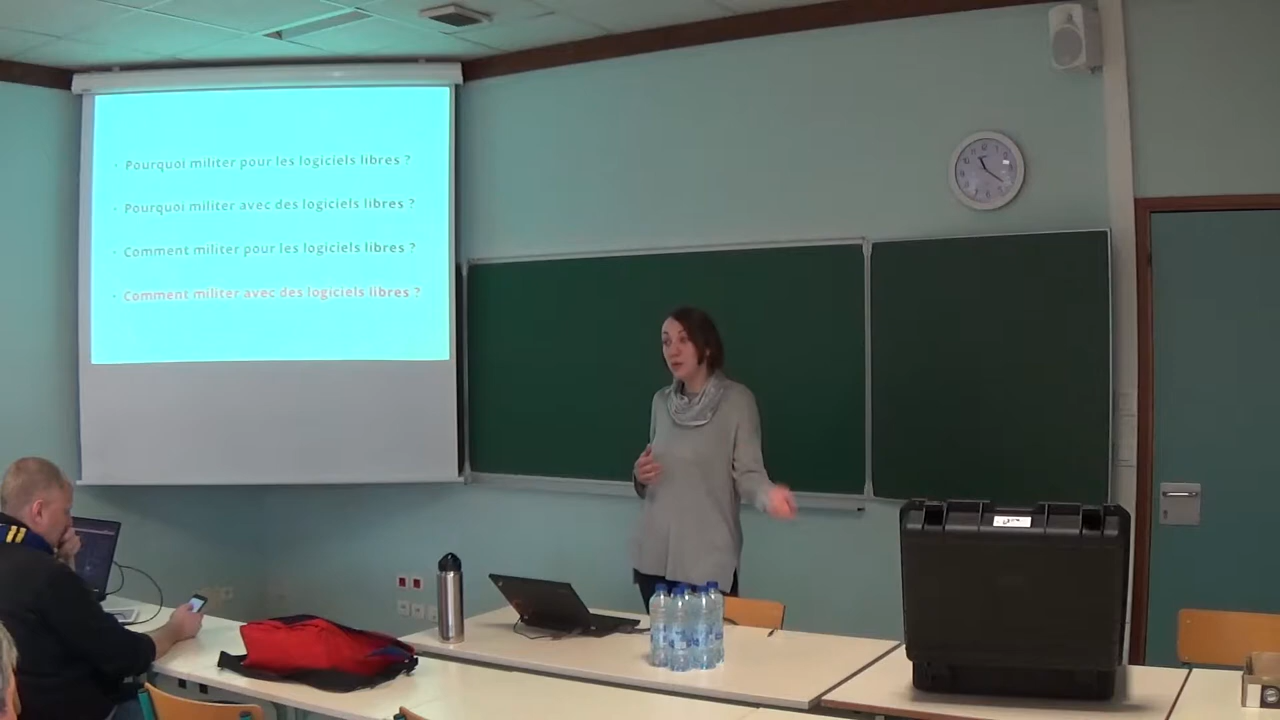 · Pourquoi militer pour les logiciels libres ?
· Pourquoi militer avec des logiciels libres ?
· Comment militer pour les logiciels libres ?
· Comment militer avec des logiciels libres ?